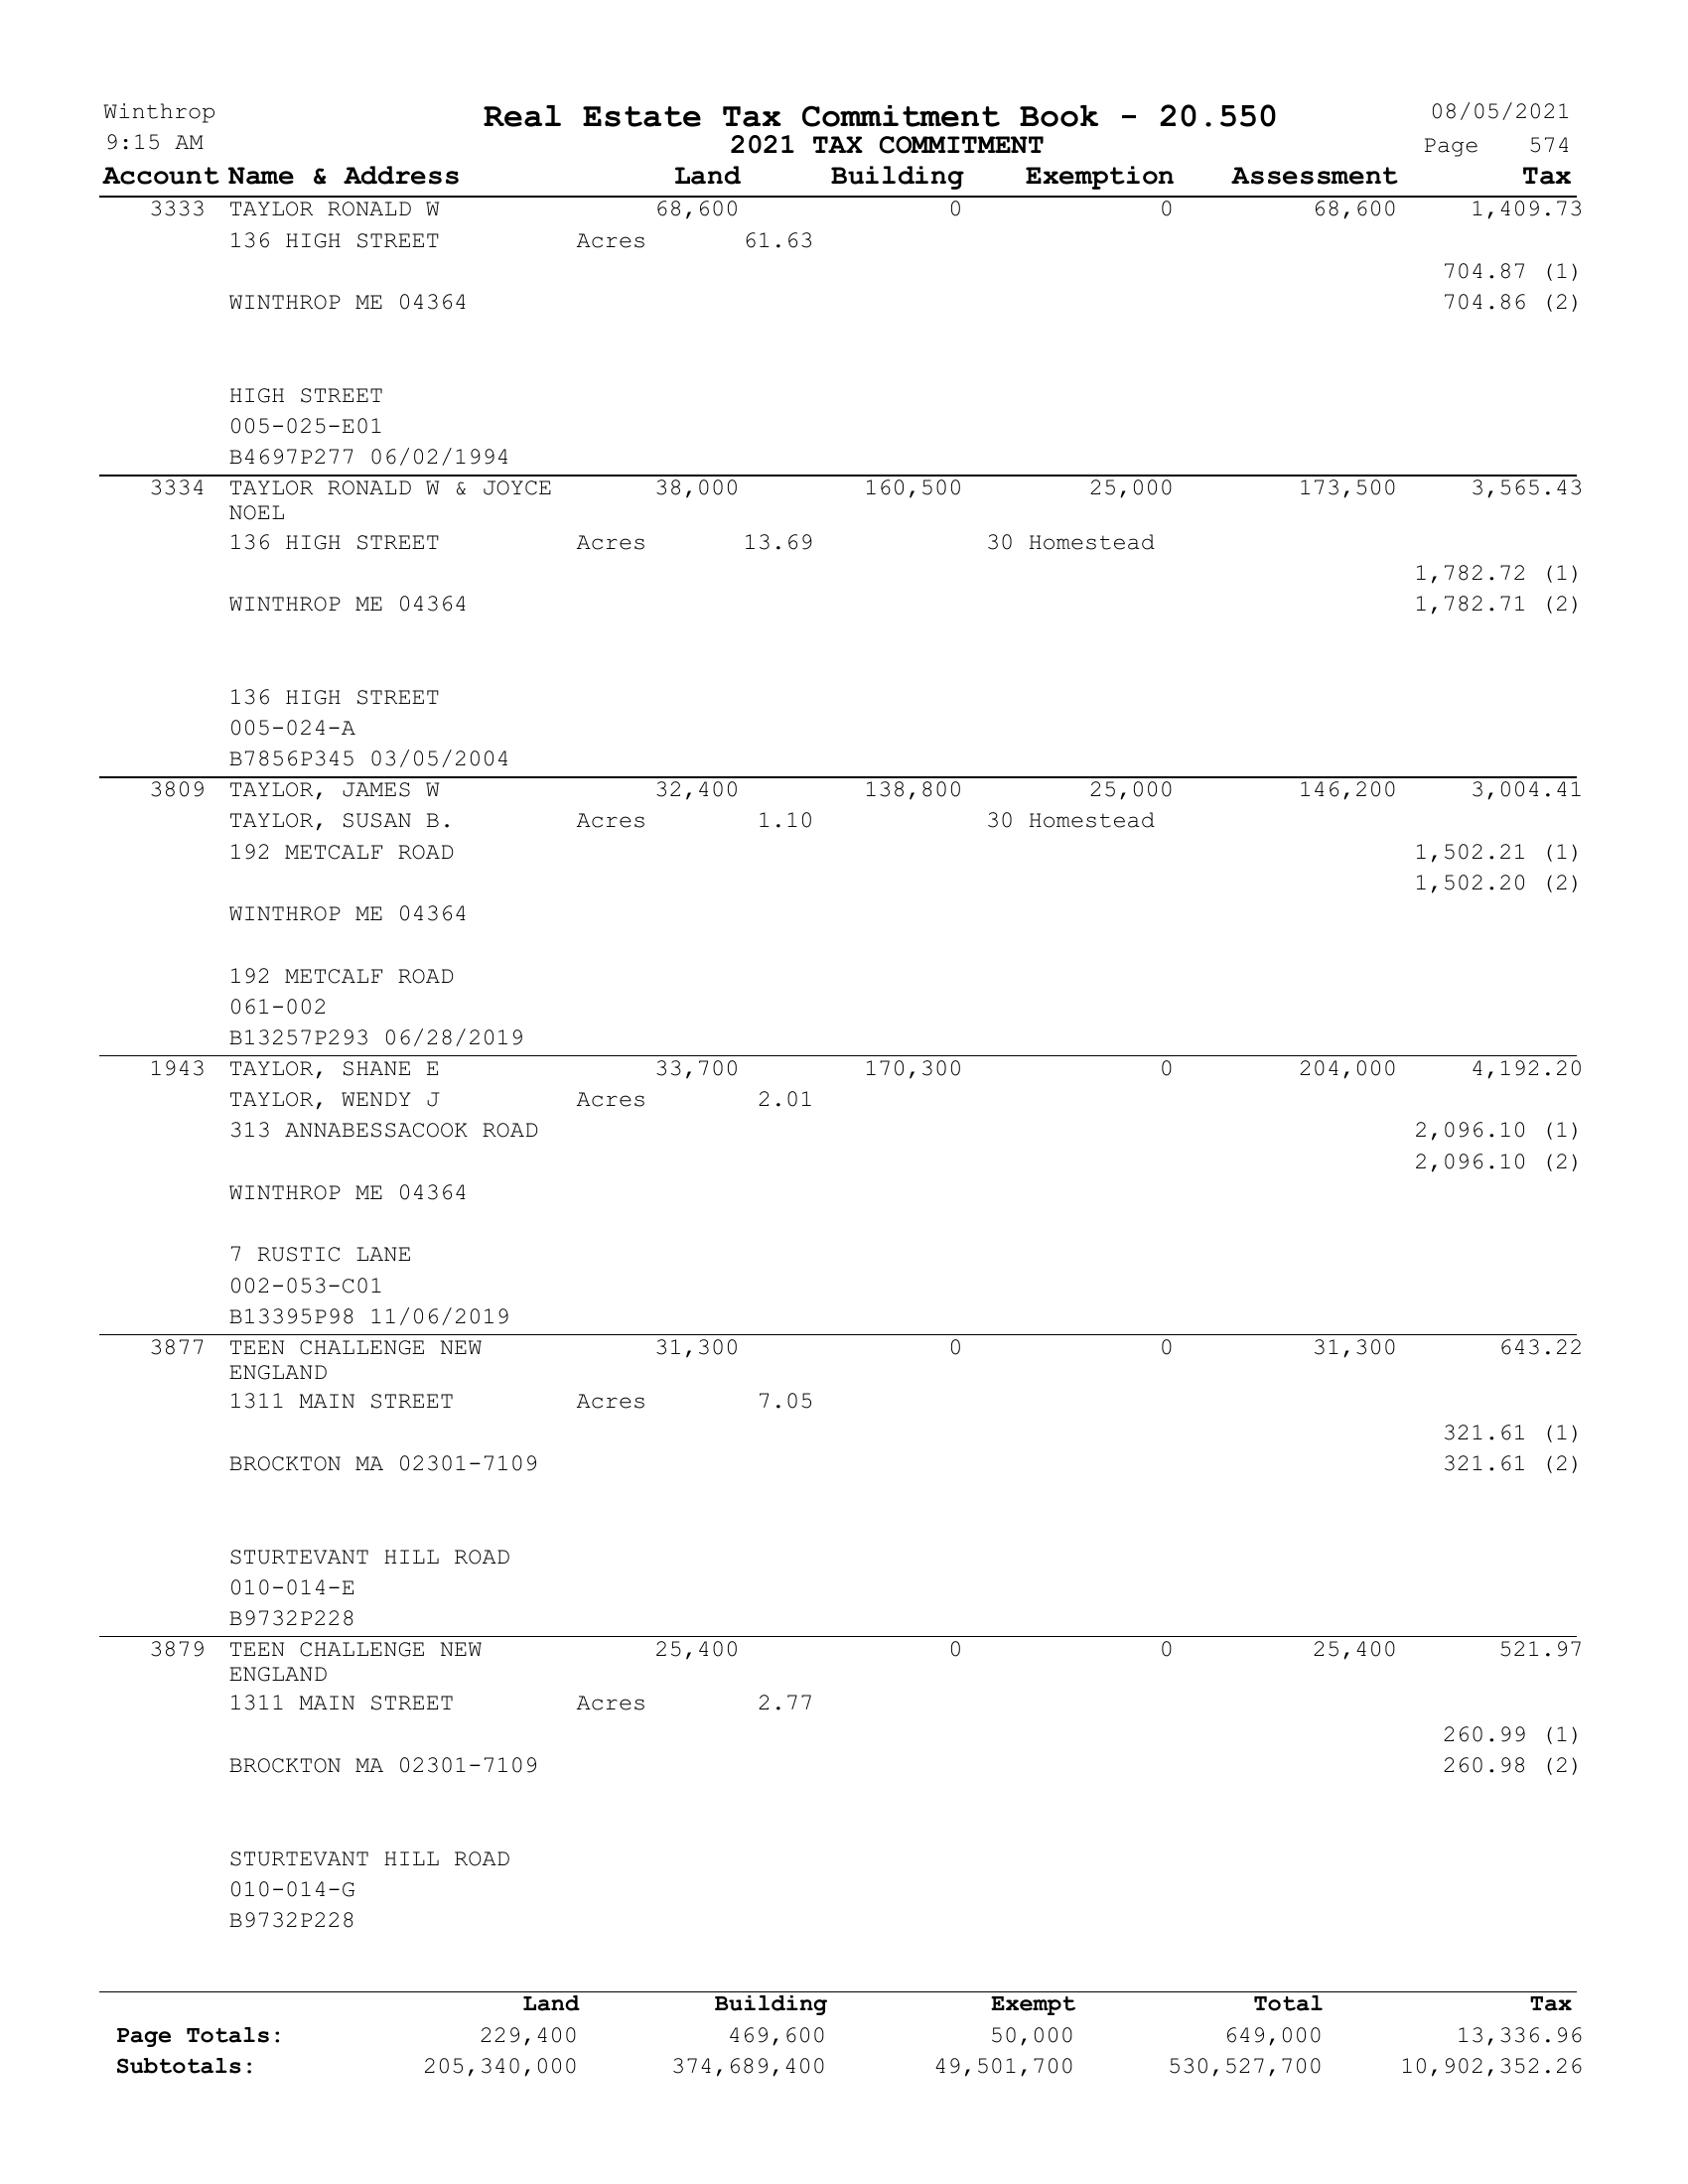 Winthrop Real Estate Tax Commitment Book - 20.550 08/05/2021
9:15 AM 2021 TAX COMMITMENT Page 574
Account Name & Address Land Building Exemption Assessment Tax
3333 TAYLOR RONALD W 68,600 0 0 68,600 1,409.73
136 HIGH STREET Acres 61.63
704.87 (1)
WINTHROP ME 04364 704.86 (2)
HIGH STREET
005-025-E01
B4697P277 06/02/1994
3334 TAYLOR RONALD W & JOYCE 38,000 160,500 25,000 173,500 3,565.43
NOEL
136 HIGH STREET Acres 13.69 30 Homestead
1,782.72 (1)
WINTHROP ME 04364 1,782.71 (2)
136 HIGH STREET
005-024-A
B7856P345 03/05/2004
3809 TAYLOR, JAMES W 32,400 138,800 25,000 146,200 3,004.41
TAYLOR, SUSAN B. Acres 1.10 30 Homestead
192 METCALF ROAD 1,502.21 (1)
1,502.20 (2)
WINTHROP ME 04364
192 METCALF ROAD
061-002
B13257P293 06/28/2019
1943 TAYLOR, SHANE E 33,700 170,300 0 204,000 4,192.20
TAYLOR, WENDY J Acres 2.01
313 ANNABESSACOOK ROAD 2,096.10 (1)
2,096.10 (2)
WINTHROP ME 04364
7 RUSTIC LANE
002-053-C01
B13395P98 11/06/2019
3877 TEEN CHALLENGE NEW 31,300 0 0 31,300 643.22
ENGLAND
1311 MAIN STREET Acres 7.05
321.61 (1)
BROCKTON MA 02301-7109 321.61 (2)
STURTEVANT HILL ROAD
010-014-E
B9732P228
3879 TEEN CHALLENGE NEW 25,400 0 0 25,400 521.97
ENGLAND
1311 MAIN STREET Acres 2.77
260.99 (1)
BROCKTON MA 02301-7109 260.98 (2)
STURTEVANT HILL ROAD
010-014-G
B9732P228
Land Building Exempt Total Tax
Page Totals: 229,400 469,600 50,000 649,000 13,336.96
Subtotals: 205,340,000 374,689,400 49,501,700 530,527,700 10,902,352.26